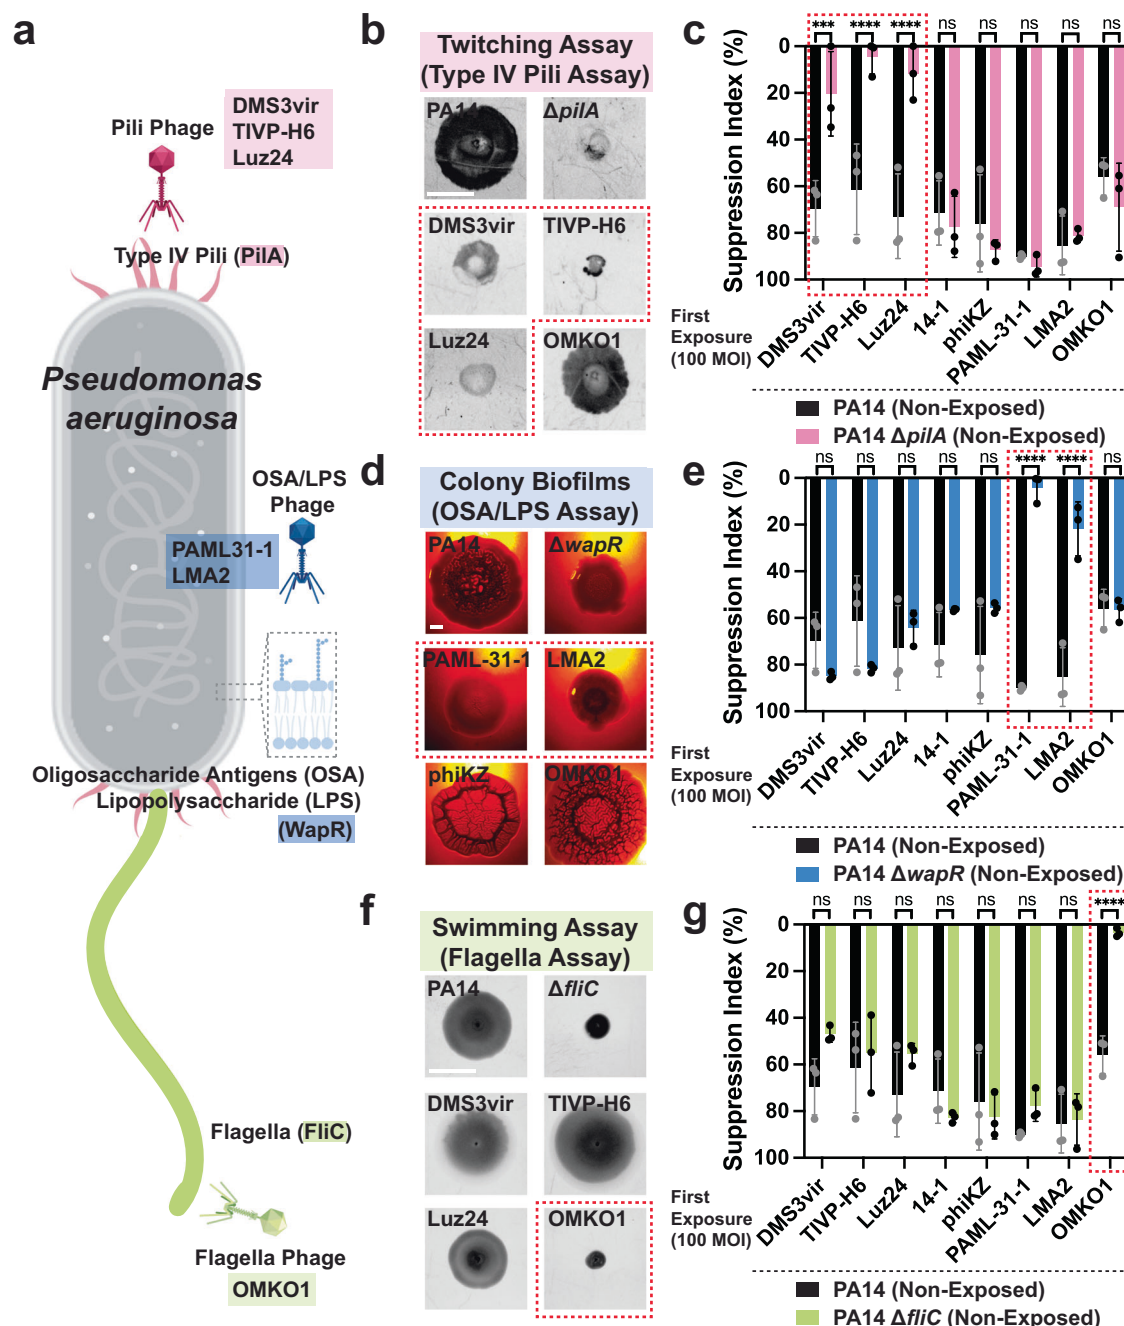 a
Pili Phage
DMS3vir
TIVP-H6
Luz24
Type IV Pili (PilA)
Pseudomonas
aeruginosa
OSA/LPS
Phage
PAML31-1
LMA2
Oligosaccharide Antigens (OSA)
Lipopolysaccharide (LPS)
(WapR)
Flagella (FliC)
Flagella Phage
OMKO1
b
Twitching Assay
(Type IV Pili Assay)
PA14
ΔpilA
DMS3vir
TIVP-H6
Luz24
OMKO1
c
*** **** **** ns ns ns ns ns
Suppression Index (%)
0
20
40
60
80
100
First
Exposure
(100 MOI)
DMS3vir
TIVP-H6
Luz24
14-1
phiKZ
PAML-31-1
LMA2
OMKO1
PA14 (Non-Exposed)
PA14 ΔpilA (Non-Exposed)
d
Colony Biofilms
(OSA/LPS Assay)
PA14
ΔwapR
PAML-31-1
LMA2
phiKZ
OMKO1
e
ns ns ns ns ns **** **** ns
Suppression Index (%)
0
20
40
60
80
100
First
Exposure
(100 MOI)
DMS3vir
TIVP-H6
Luz24
14-1
phiKZ
PAML-31-1
LMA2
OMKO1
PA14 (Non-Exposed)
PA14 ΔwapR (Non-Exposed)
f
Swimming Assay
(Flagella Assay)
PA14
ΔfliC
DMS3vir
TIVP-H6
Luz24
OMKO1
g
ns ns ns ns ns ns ns ****
Suppression Index (%)
0
20
40
60
80
100
First
Exposure
(100 MOI)
DMS3vir
TIVP-H6
Luz24
14-1
phiKZ
PAML-31-1
LMA2
OMKO1
PA14 (Non-Exposed)
PA14 ΔfliC (Non-Exposed)